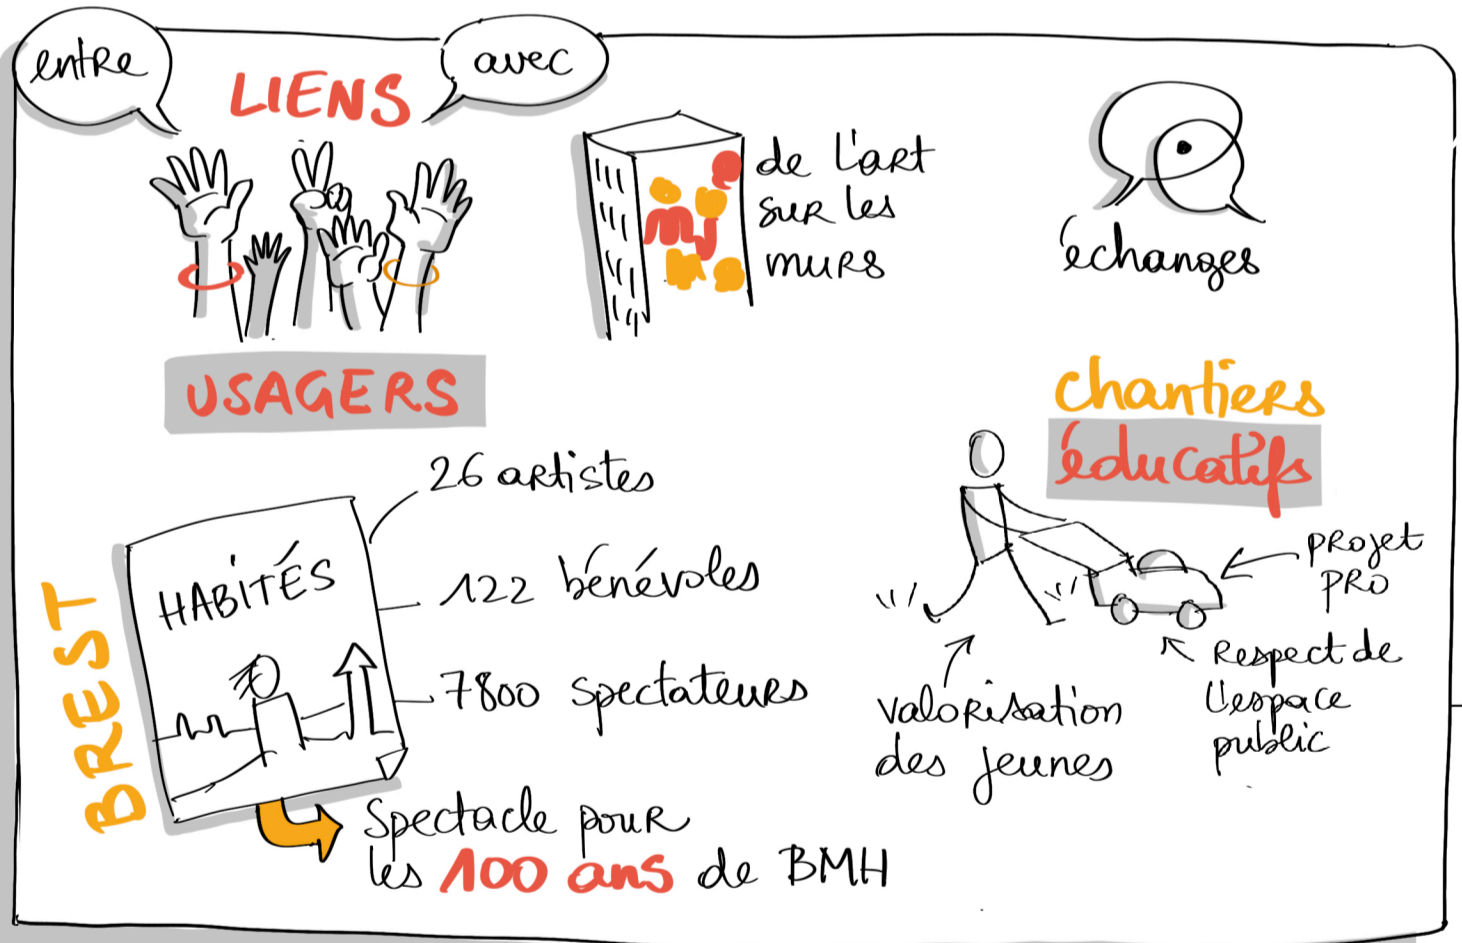 entre
LIENS
avec
USAGERS
de l'art
sur les
murs
échanges
BREST
HABITÉS
26 artistes
122 bénévoles
7800 spectateurs
Spectacle pour
les 100 ans de BMH
chantiers
éducatifs
projet
pro
Respect de
l'espace
public
valorisation
des jeunes